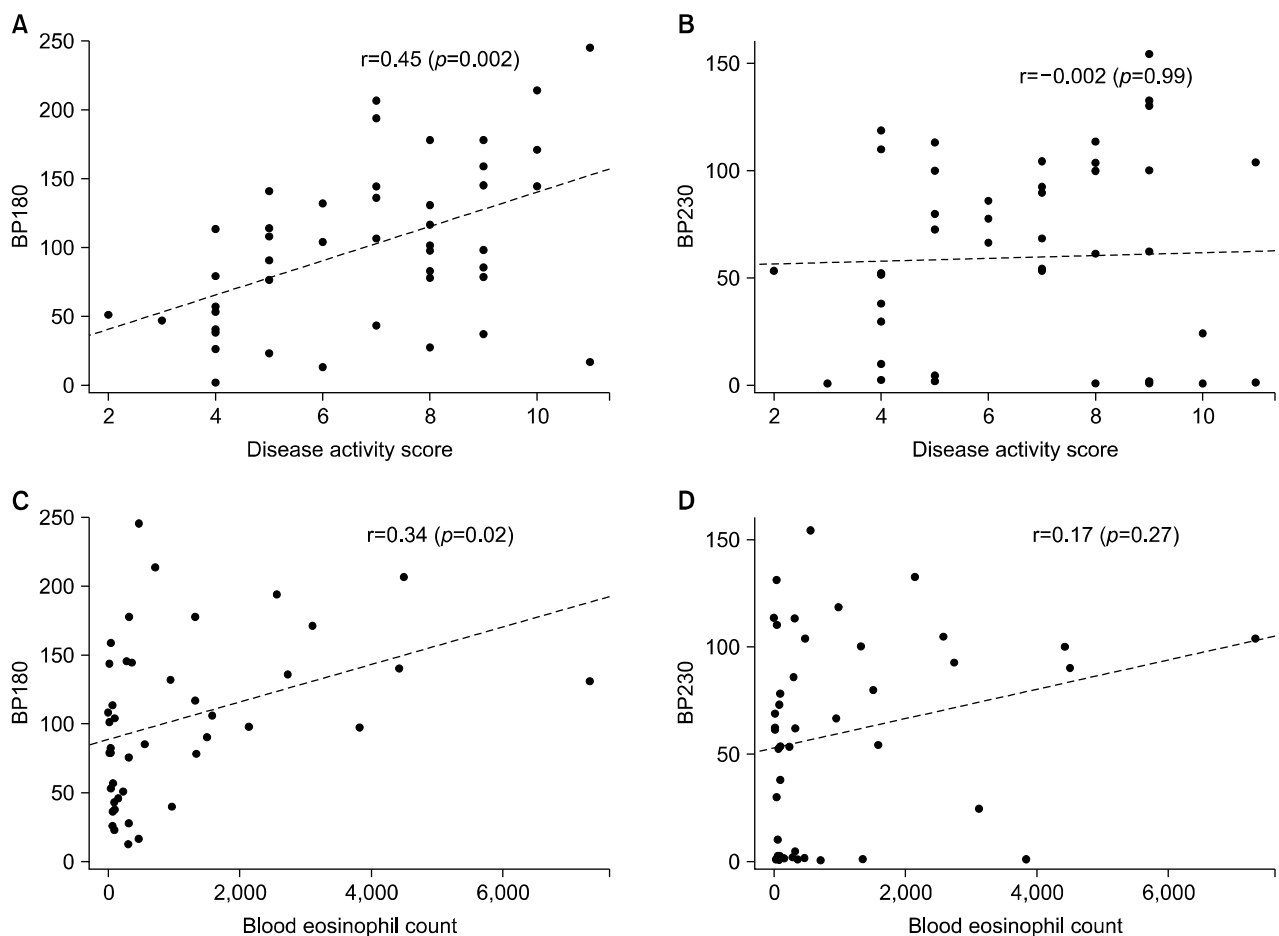 A
r=0.45 (p=0.002)
250
200
150
100
50
0
BP180
2 4 6 8 10
Disease activity score
B
r=−0.002 (p=0.99)
150
100
50
0
BP230
2 4 6 8 10
Disease activity score
C
r=0.34 (p=0.02)
250
200
150
100
50
0
BP180
0 2,000 4,000 6,000
Blood eosinophil count
D
r=0.17 (p=0.27)
150
100
50
0
BP230
0 2,000 4,000 6,000
Blood eosinophil count